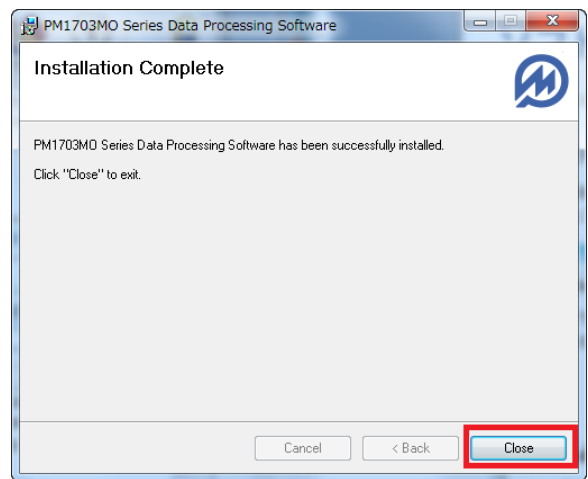 PM1703MO Series Data Processing Software
Installation Complete
PM1703MO Series Data Processing Software has been successfully installed.
Click "Close" to exit.
Cancel
< Back
Close